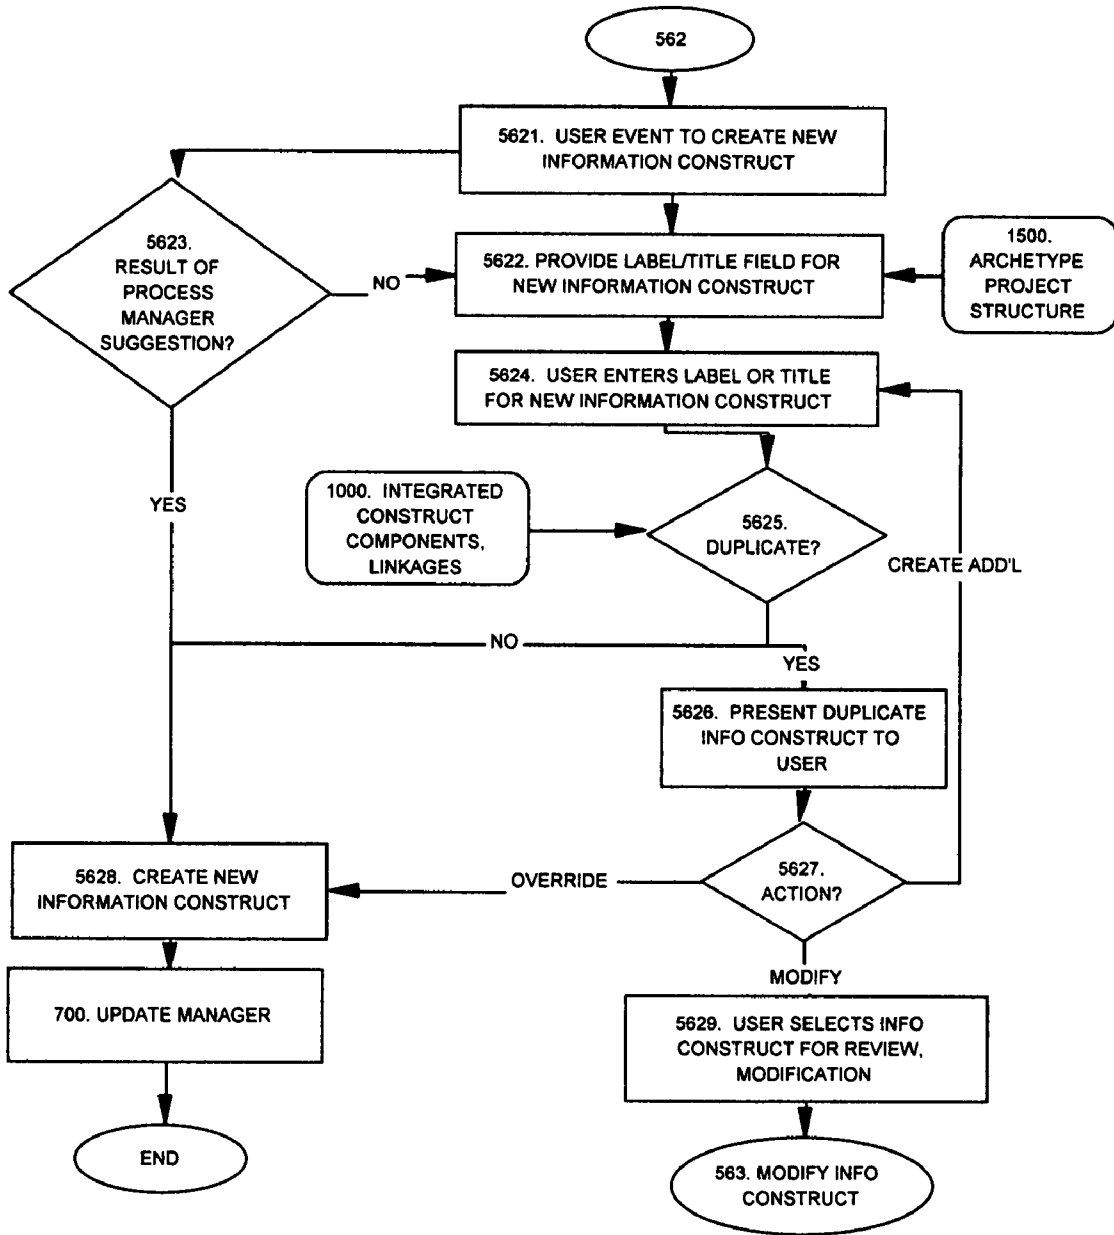 562
5621. USER EVENT TO CREATE NEW
INFORMATION CONSTRUCT
5623.
RESULT OF
PROCESS
MANAGER
SUGGESTION?
NO
5622. PROVIDE LABEL/TITLE FIELD FOR
NEW INFORMATION CONSTRUCT
1500.
ARCHETYPE
PROJECT
STRUCTURE
5624. USER ENTERS LABEL OR TITLE
FOR NEW INFORMATION CONSTRUCT
YES
1000. INTEGRATED
CONSTRUCT
COMPONENTS,
LINKAGES
5625.
DUPLICATE?
CREATE ADD'L
NO
YES
5626. PRESENT DUPLICATE
INFO CONSTRUCT TO
USER
5628. CREATE NEW
INFORMATION CONSTRUCT
OVERRIDE
5627.
ACTION?
MODIFY
700. UPDATE MANAGER
5629. USER SELECTS INFO
CONSTRUCT FOR REVIEW,
MODIFICATION
END
563. MODIFY INFO
CONSTRUCT